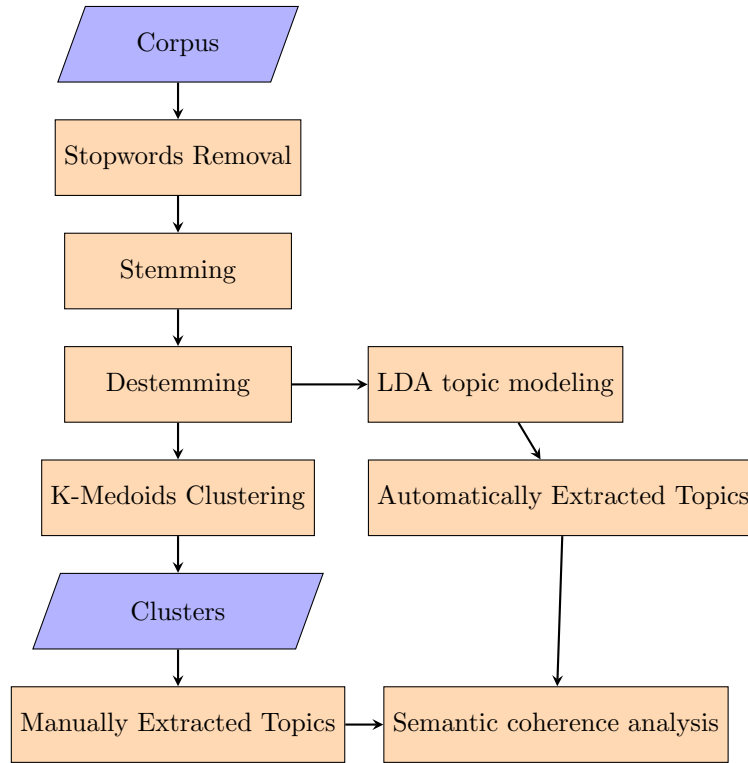 Corpus
Stopwords Removal
Stemming
Destemming
LDA topic modeling
K-Medoids Clustering
Automatically Extracted Topics
Clusters
Manually Extracted Topics
Semantic coherence analysis